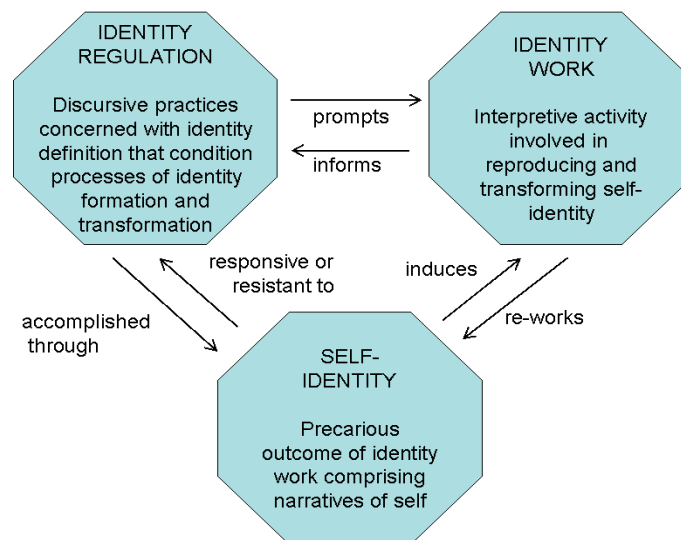 IDENTITY
REGULATION
Discursive practices
concerned with identity
definition that condition
processes of identity
formation and
transformation
prompts
informs
IDENTITY
WORK
Interpretive activity
involved in
reproducing and
transforming self-
identity
responsive or
resistant to
accomplished
through
induces
re-works
SELF-
IDENTITY
Precarious
outcome of identity
work comprising
narratives of self